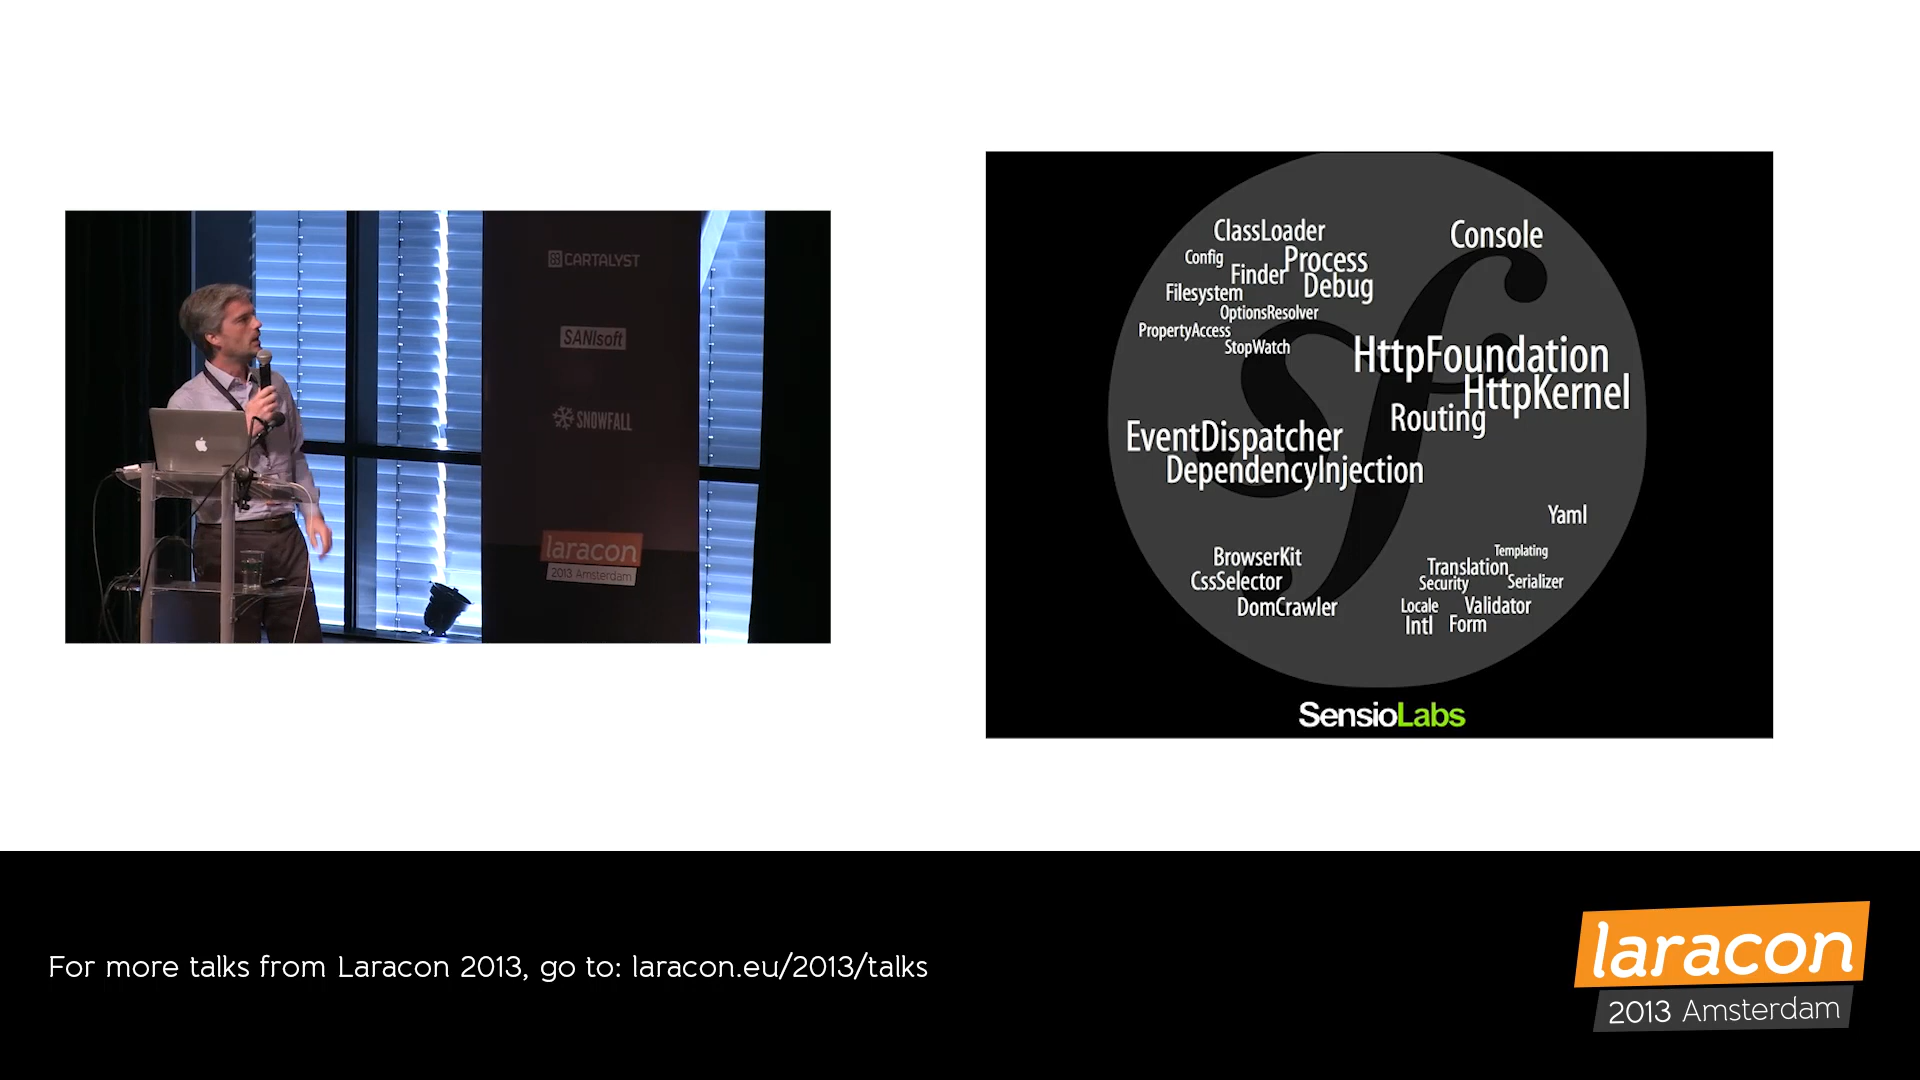 CARTALYST
SANIsoft
SNOWFALL
laracon
2013 Amsterdam
ClassLoader
Console
Config
Process
Finder
Debug
Filesystem
OptionsResolver
PropertyAccess
StopWatch
HttpFoundation
HttpKernel
Routing
EventDispatcher
DependencyInjection
Yaml
BrowserKit
Templating
Translation
CssSelector
Security
Serializer
DomCrawler
Locale
Validator
Intl
Form
sf
SensioLabs
For more talks from Laracon 2013, go to: laracon.eu/2013/talks
laracon
2013 Amsterdam